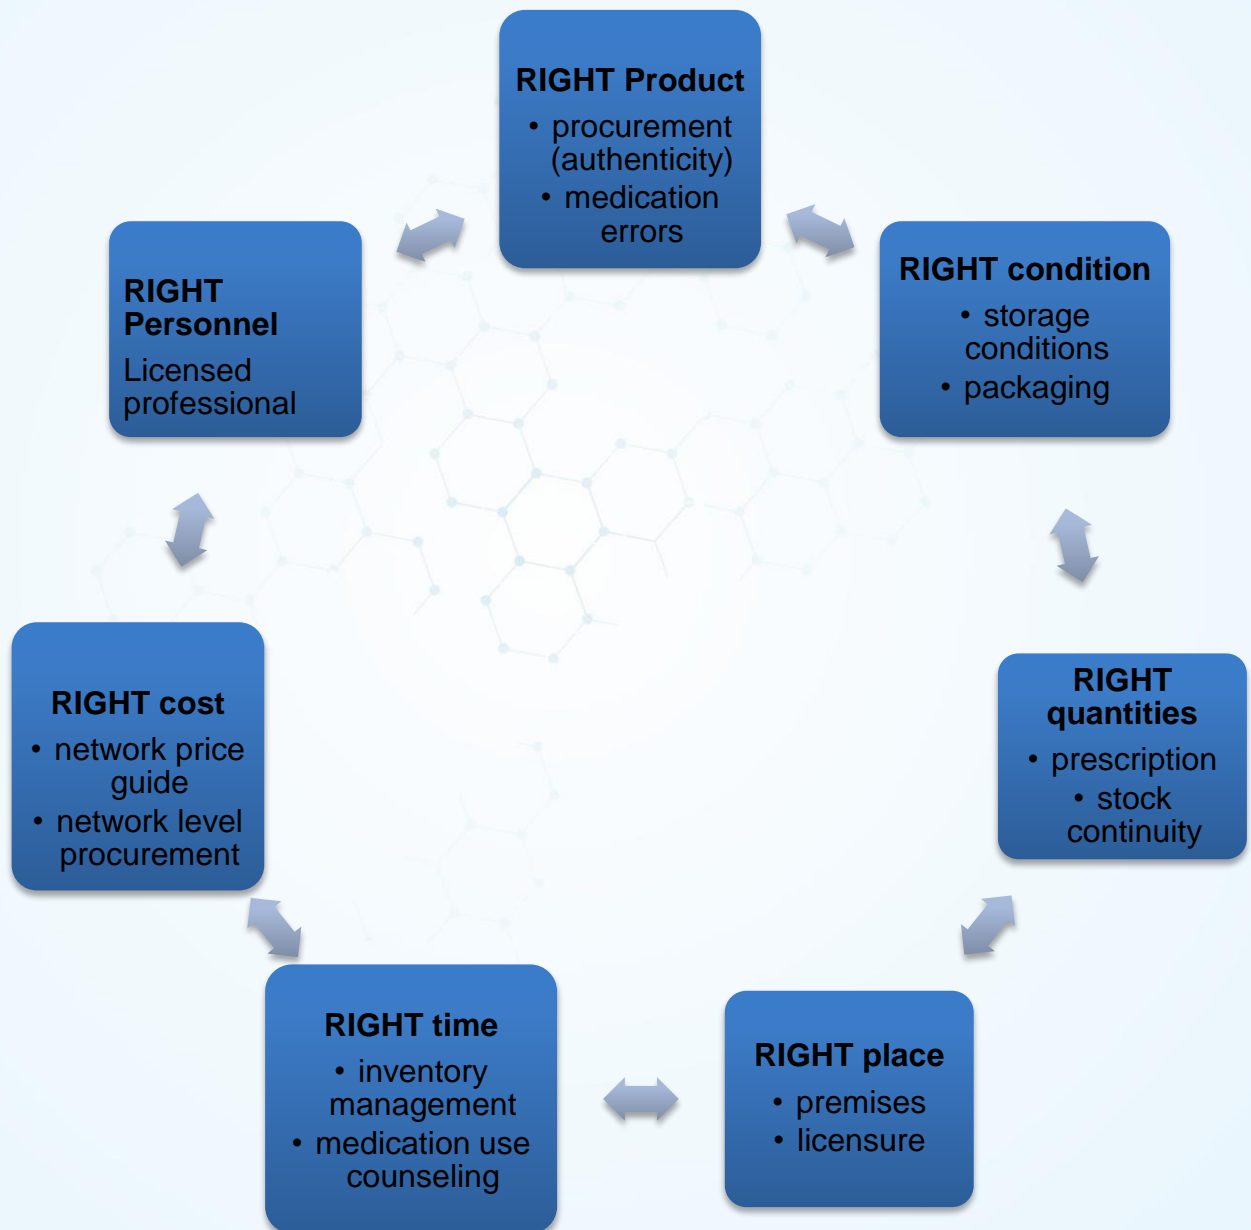 RIGHT Product
• procurement
(authenticity)
• medication
errors
RIGHT condition
• storage
conditions
• packaging
RIGHT
quantities
• prescription
• stock
continuity
RIGHT place
• premises
• licensure
RIGHT time
• inventory
management
• medication use
counseling
RIGHT cost
• network price
guide
• network level
procurement
RIGHT
Personnel
Licensed
professional